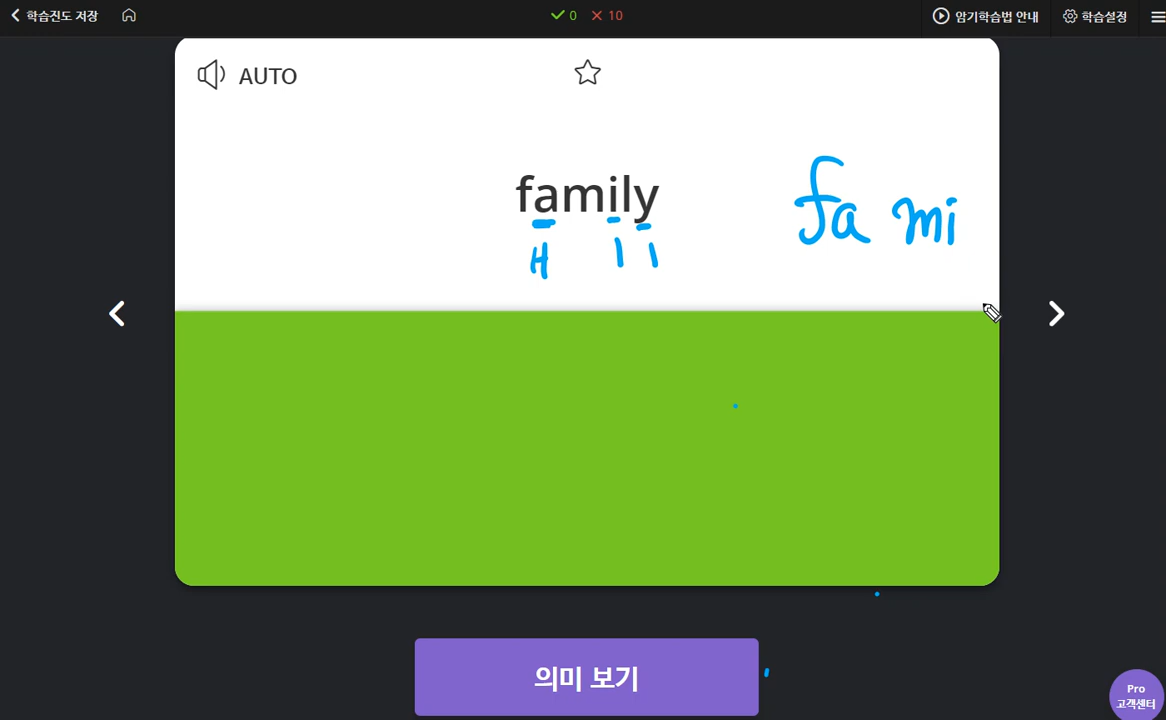 학습진도 저장 0 10 암기학습법 안내 학습설정
AUTO
family
fa mi
ㅐ ㅣ ㅣ
의미 보기
Pro
고객센터